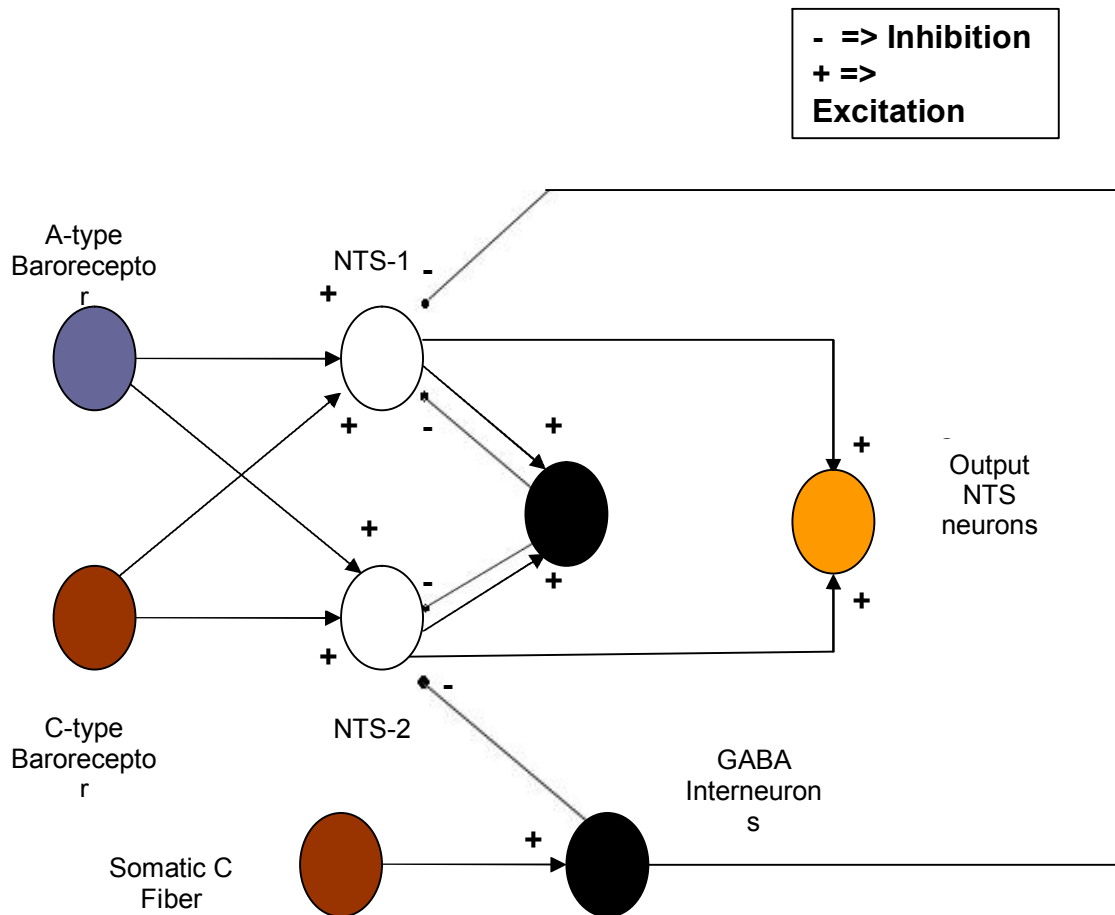 - => Inhibition
+ =>
Excitation
A-type
Barorecepto
r
NTS-1
-
+
+
-
+
+
Output
NTS
neurons
+
-
+
+
+
-
C-type
Barorecepto
r
NTS-2
GABA
Interneuron
s
+
Somatic C
Fiber